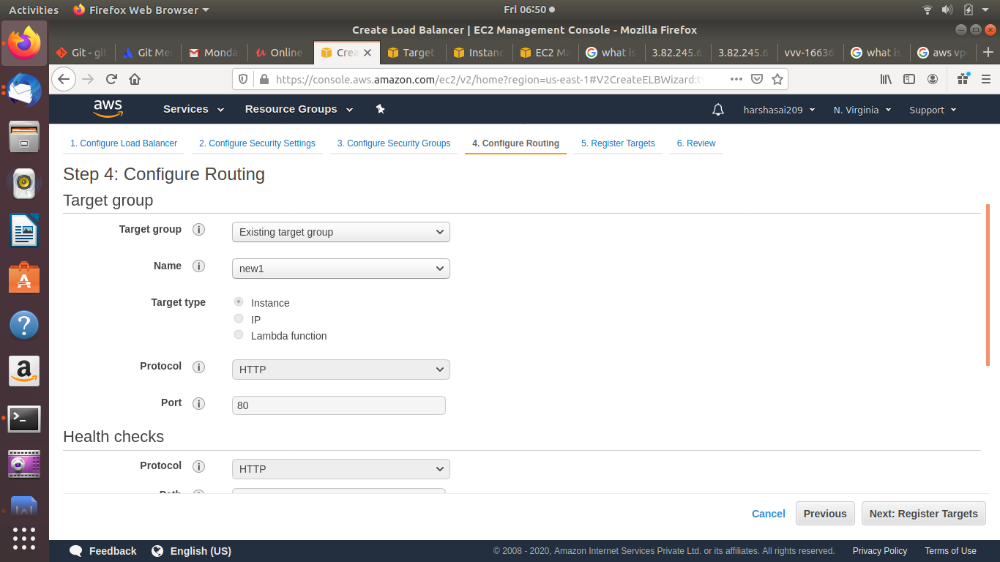 Activities Firefox Web Browser Fri 06:50
Create Load Balancer | EC2 Management Console - Mozilla Firefox
Git - git Git Mer Monda Online Crea Target Instanc EC2 Ma what is 3.82.245.6 3.82.245.6 vvv-16636 what is aws vpc
https://console.aws.amazon.com/ec2/v2/home?region=us-east-1#V2CreateELBWizard:ty
aws Services Resource Groups harshasai209 N. Virginia Support
1. Configure Load Balancer 2. Configure Security Settings 3. Configure Security Groups 4. Configure Routing 5. Register Targets 6. Review
Step 4: Configure Routing
Target group
Target group Existing target group
Name new1
Target type Instance
IP
Lambda function
Protocol HTTP
Port 80
Health checks
Protocol HTTP
Path
Cancel Previous Next: Register Targets
Feedback English (US) © 2008 - 2020, Amazon Internet Services Private Ltd. or its affiliates. All rights reserved. Privacy Policy Terms of Use